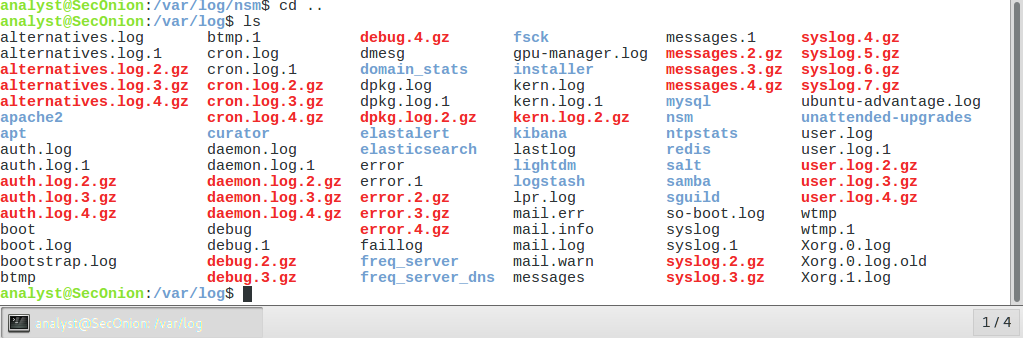 analyst@SecOnion:/var/log/nsm$ cd ..
analyst@SecOnion:/var/log$ ls
alternatives.log btmp.1 debug.4.gz fsck messages.1 syslog.4.gz
alternatives.log.1 cron.log dmesg gpu-manager.log messages.2.gz syslog.5.gz
alternatives.log.2.gz cron.log.1 domain_stats installer messages.3.gz syslog.6.gz
alternatives.log.3.gz cron.log.2.gz dpkg.log kern.log messages.4.gz syslog.7.gz
alternatives.log.4.gz cron.log.3.gz dpkg.log.1 kern.log.1 mysql ubuntu-advantage.log
apache2 cron.log.4.gz dpkg.log.2.gz kern.log.2.gz nsm unattended-upgrades
apt curator elastalert kibana ntpstats user.log
auth.log daemon.log elasticsearch lastlog redis user.log.1
auth.log.1 daemon.log.1 error lightdm salt user.log.2.gz
auth.log.2.gz daemon.log.2.gz error.1 logstash samba user.log.3.gz
auth.log.3.gz daemon.log.3.gz error.2.gz lpr.log sguild user.log.4.gz
auth.log.4.gz daemon.log.4.gz error.3.gz mail.err so-boot.log wtmp
boot debug error.4.gz mail.info syslog wtmp.1
boot.log debug.1 faillog mail.log syslog.1 Xorg.0.log
bootstrap.log debug.2.gz freq_server mail.warn syslog.2.gz Xorg.0.log.old
btmp debug.3.gz freq_server_dns messages syslog.3.gz Xorg.1.log
analyst@SecOnion:/var/log$
analyst@SecOnion: /var/log 1 / 4